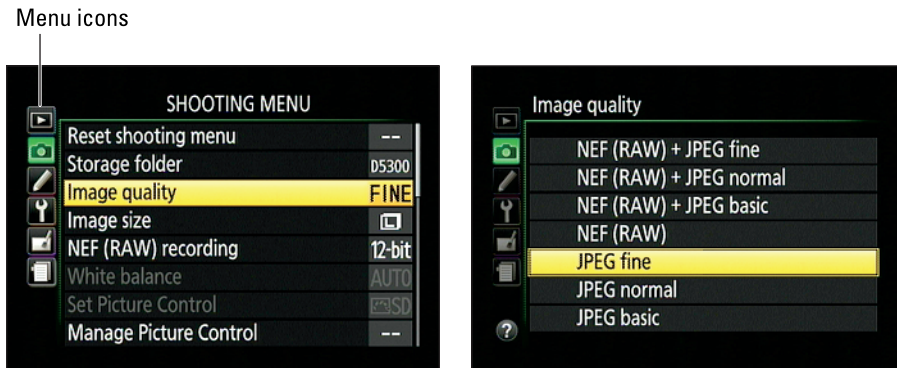 Menu icons
SHOOTING MENU
Reset shooting menu --
Storage folder D5300
Image quality FINE
Image size L
NEF (RAW) recording 12-bit
White balance AUTO
Set Picture Control SD
Manage Picture Control --
Image quality
NEF (RAW) + JPEG fine
NEF (RAW) + JPEG normal
NEF (RAW) + JPEG basic
NEF (RAW)
JPEG fine
JPEG normal
JPEG basic
?